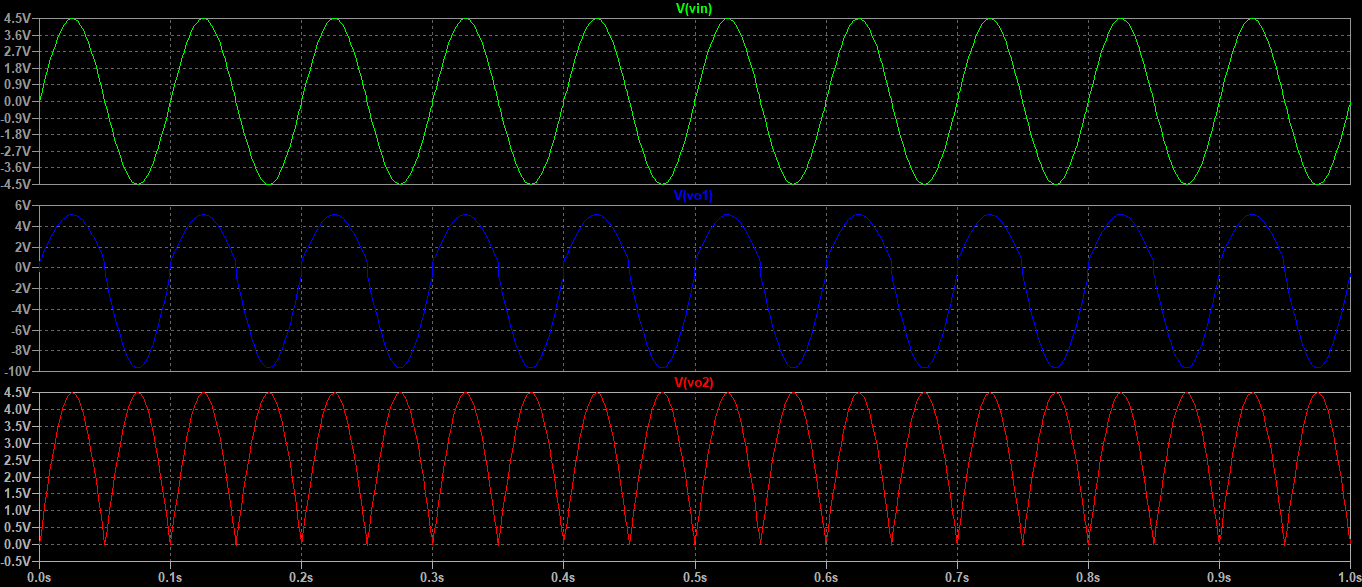 V(vin)
4.5V
3.6V
2.7V
1.8V
0.9V
0.0V
-0.9V
-1.8V
-2.7V
-3.6V
-4.5V
V(vo1)
6V
4V
2V
0V
-2V
-4V
-6V
-8V
-10V
V(vo2)
4.5V
4.0V
3.5V
3.0V
2.5V
2.0V
1.5V
1.0V
0.5V
0.0V
-0.5V
0.0s 0.1s 0.2s 0.3s 0.4s 0.5s 0.6s 0.7s 0.8s 0.9s 1.0s